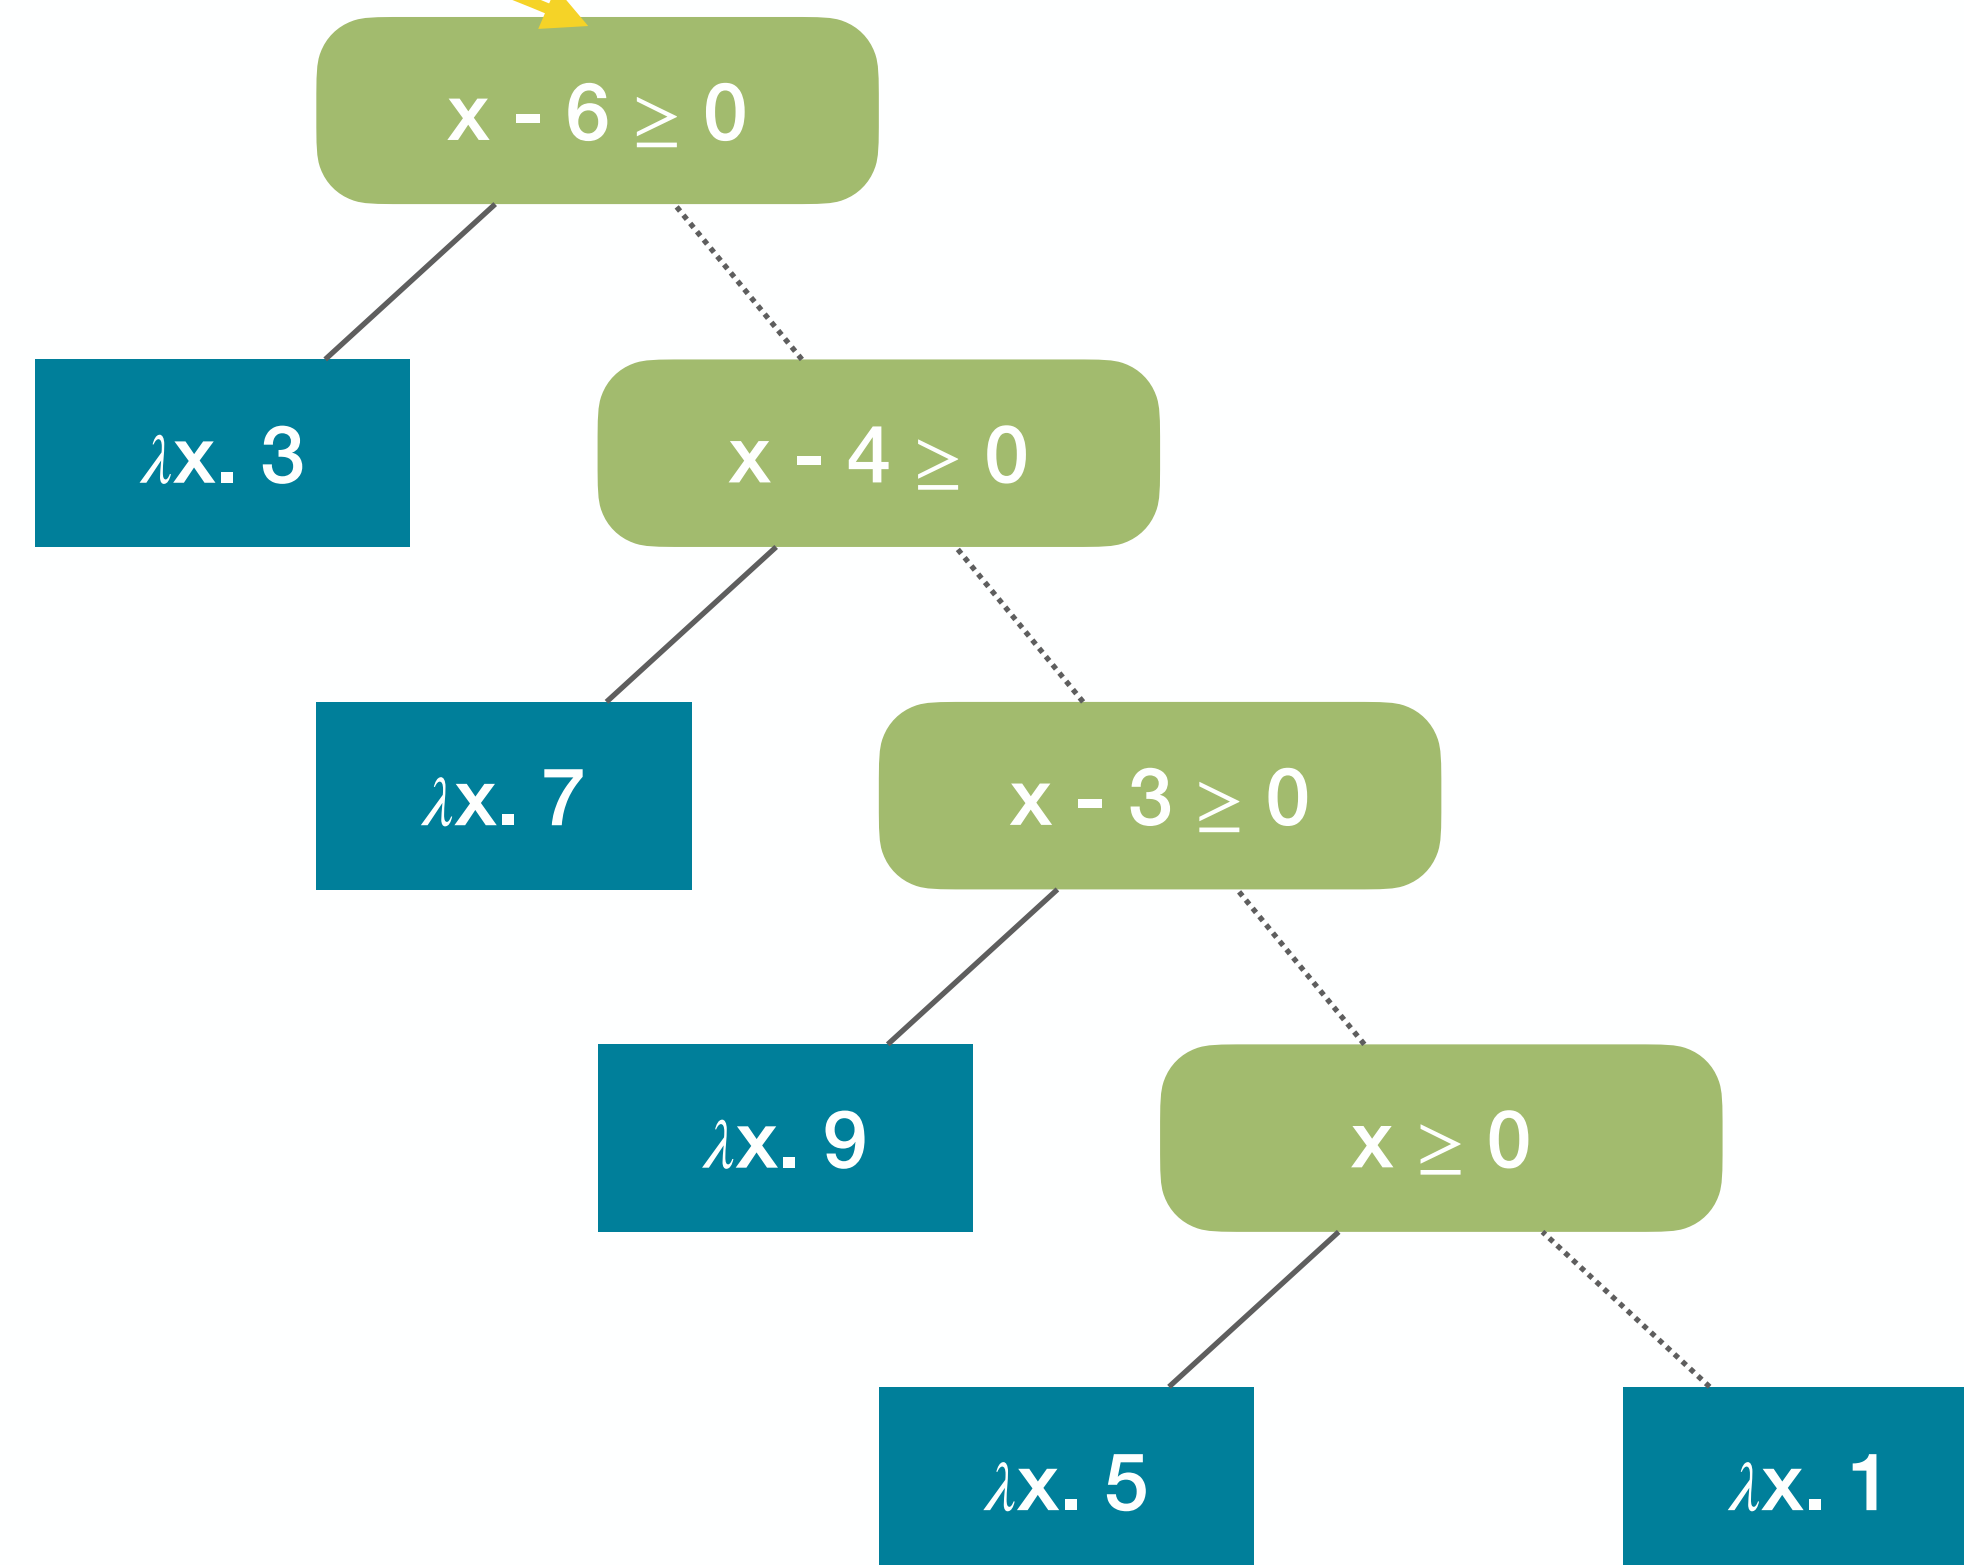 x - 6 ≥ 0
λx. 3
x - 4 ≥ 0
λx. 7
x - 3 ≥ 0
λx. 9
x ≥ 0
λx. 5
λx. 1